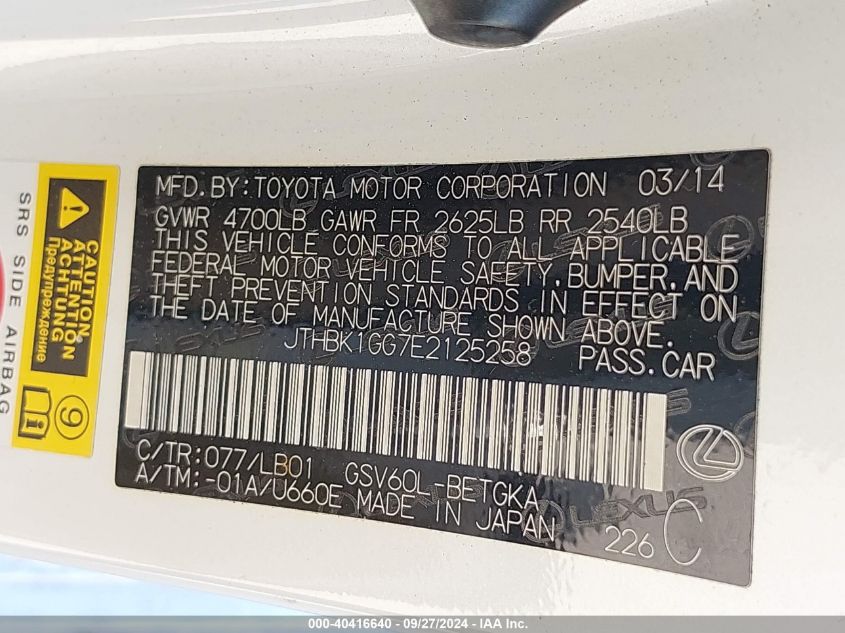 MFD.BY:TOYOTA MOTOR CORPORATION 03/14
GVWR 4700LB GAWR FR 2625LB RR 2540LB
THIS VEHICLE CONFORMS TO ALL APPLICABLE
FEDERAL MOTOR VEHICLE SAFETY,BUMPER,AND
THEFT PREVENTION STANDARDS IN EFFECT ON
THE DATE OF MANUFACTURE SHOWN ABOVE.
JTHBK1GG7E2125258 PASS.CAR
C/TR:077/LB01 GSV60L-BETGKA
A/TM:-01A/U660E MADE IN JAPAN
LEXUS
226 C
CAUTION
ATTENTION
ACHTUNG
Предупреждение
9
SRS SIDE AIRBAG
000-40416640 - 09/27/2024 - IAA Inc.